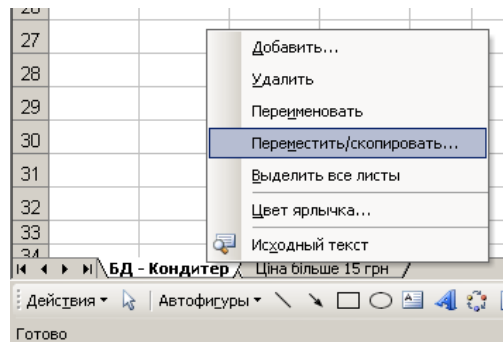 27
Добавить...
28
Удалить
29
Переименовать
30
Переместить/скопировать...
31
Выделить все листы
32
Цвет ярлычка...
33
Исходный текст
34
БД - Кондитер
Ціна більше 15 грн
Действия
Автофигуры
Готово